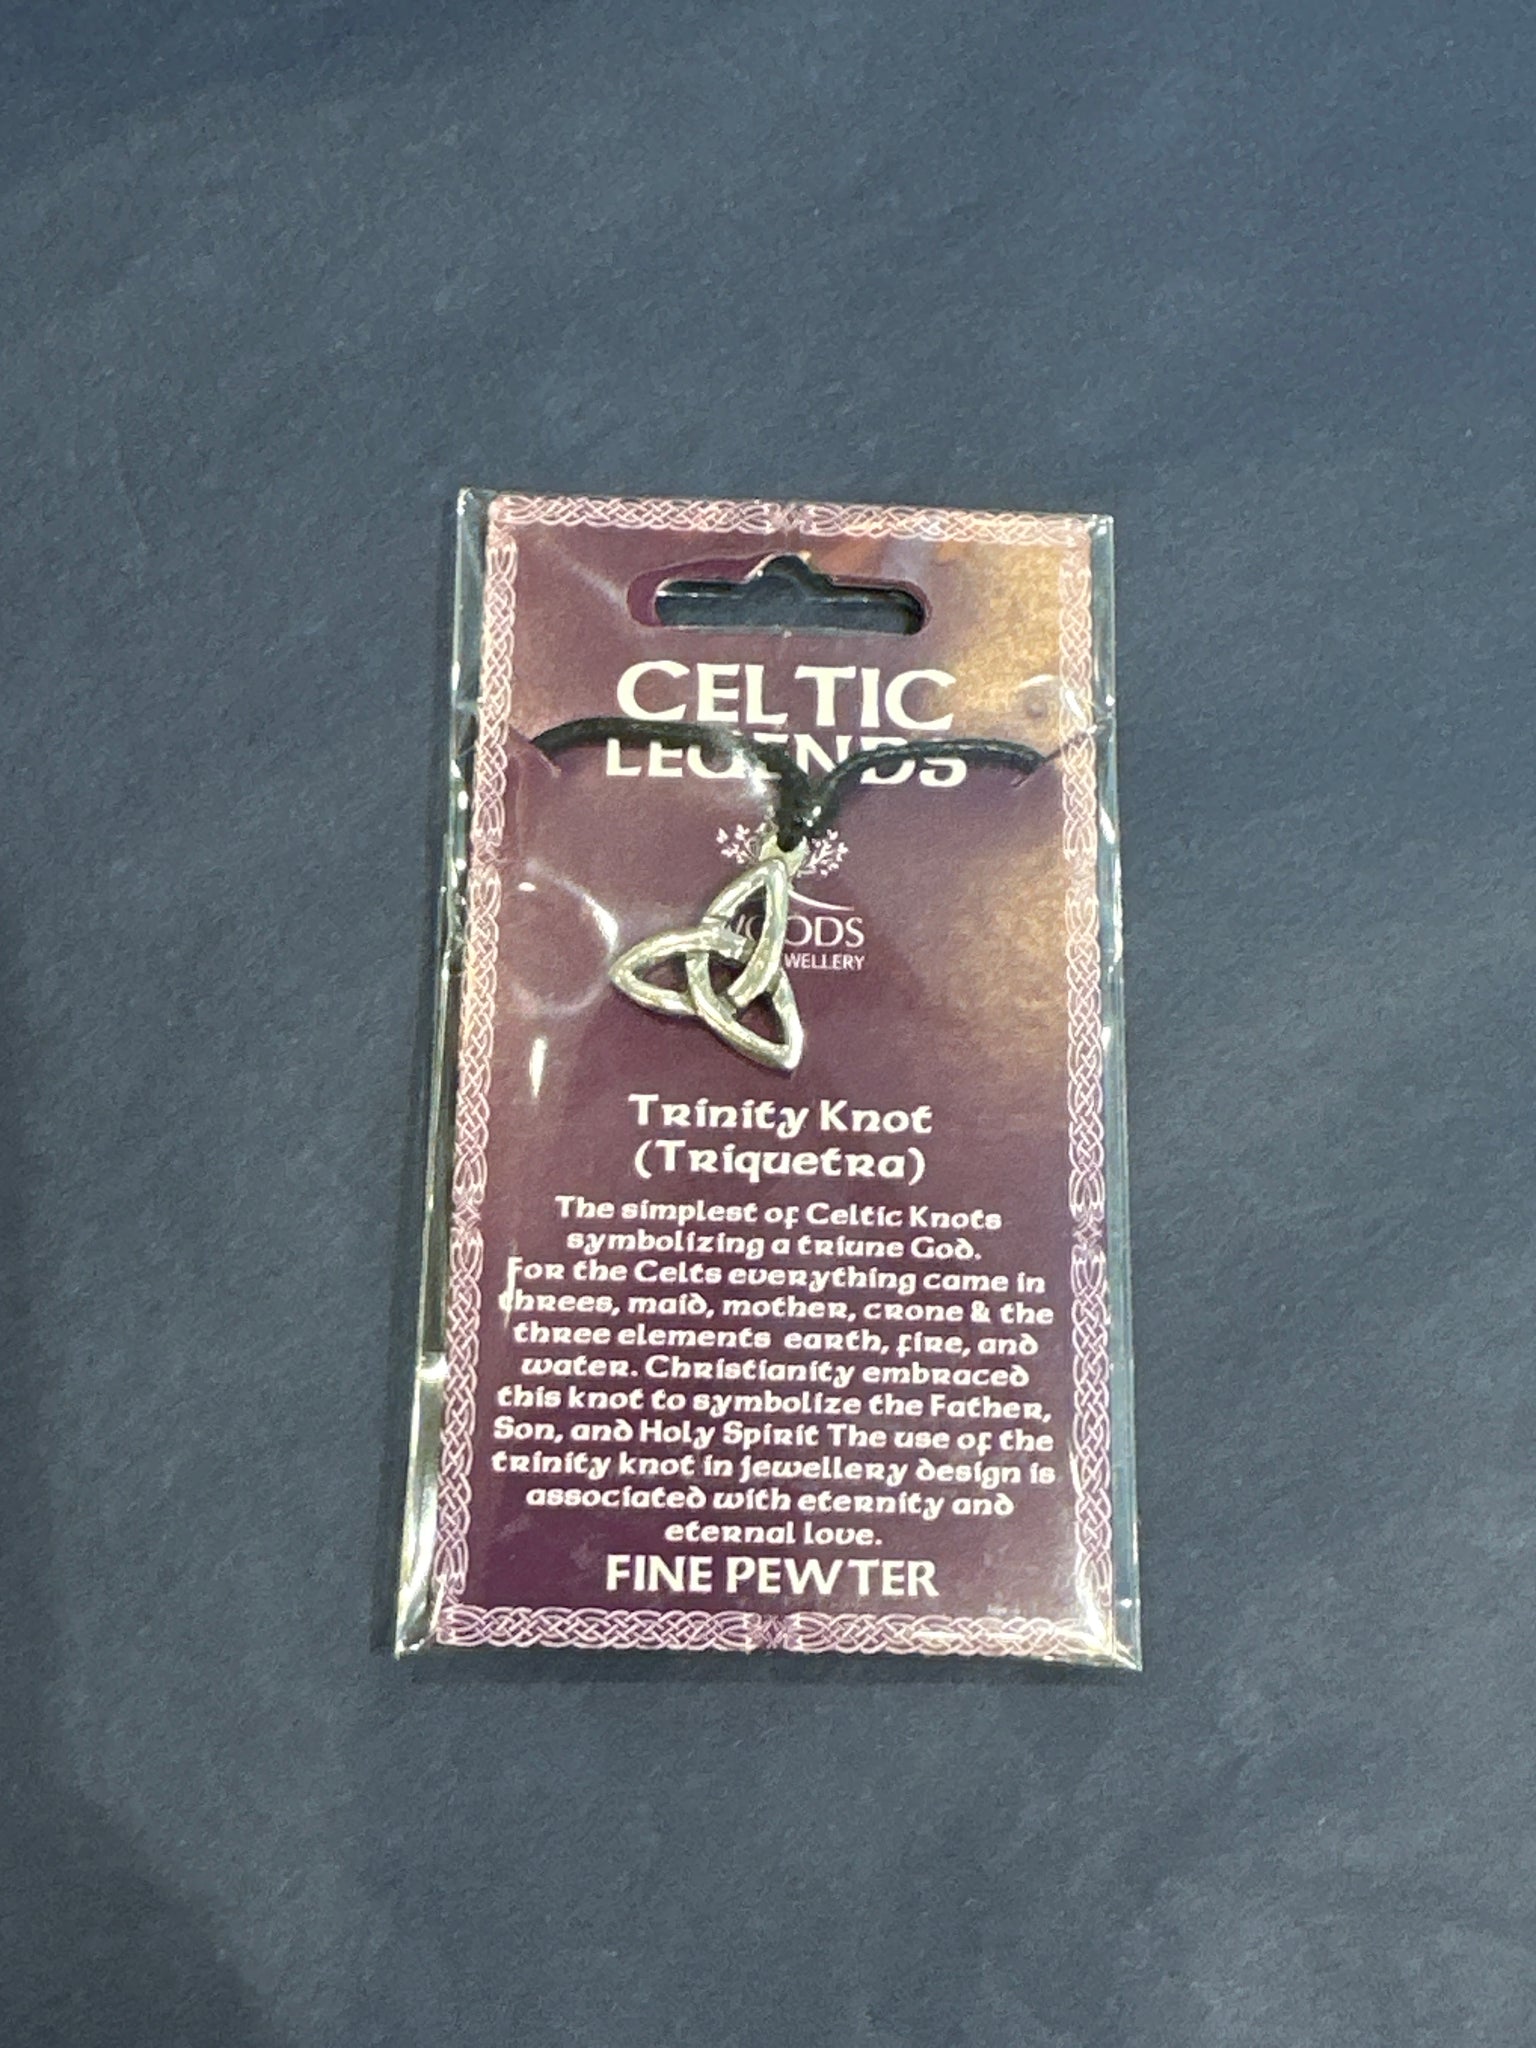 CELTIC
LEGENDS
WOODS
JEWELLERY
Trinity Knot
(Triquetra)
The simplest of Celtic Knots
symbolizing a triune God.
For the Celts everything came in
threes, maid, mother, crone & the
three elements earth, fire, and
water. Christianity embraced
this knot to symbolize the Father,
Son, and Holy Spirit The use of the
trinity knot in jewellery design is
associated with eternity and
eternal love.
FINE PEWTER